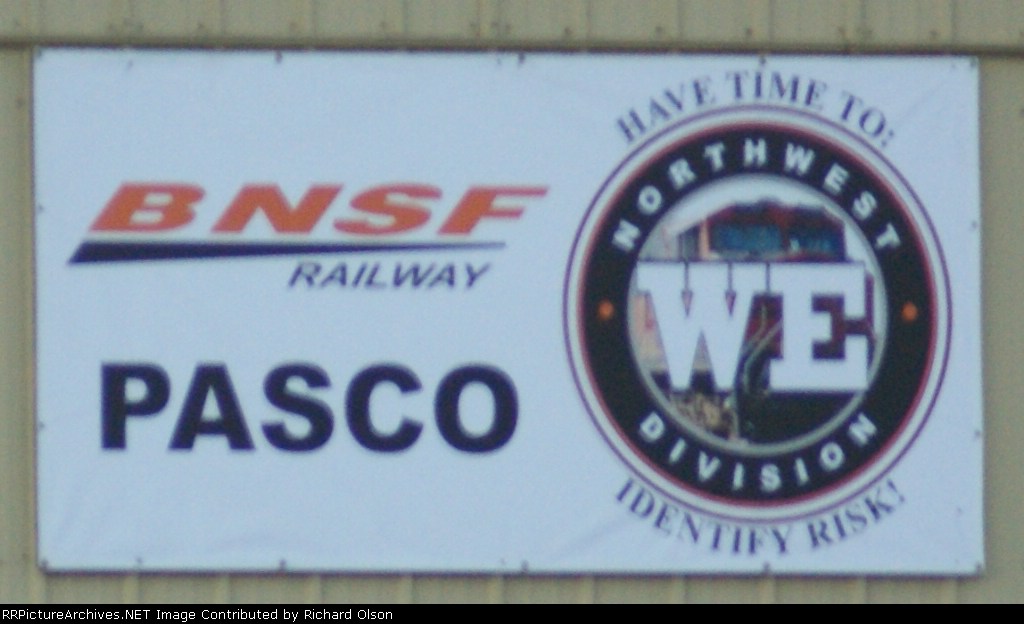 BNSF
RAILWAY
PASCO
HAVE TIME TO:
NORTHWEST
WE
DIVISION
IDENTIFY RISK!
RRPictureArchives.NET Image Contributed by Richard Olson